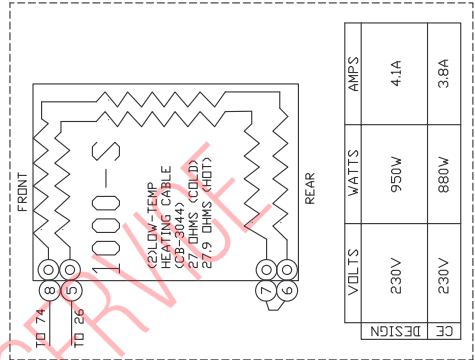 FRONT
1000-S
(2)LOW-TEMP
HEATING CABLE
(CB-3044)
27 OHMS (COLD)
27.9 OHMS (HOT)
REAR
8
5
7
6
TO 74
TO 26
VOLTS WATTS AMPS
DESIGN 230V 950W 4.1A
CE 230V 880W 3.8A
SERVICE